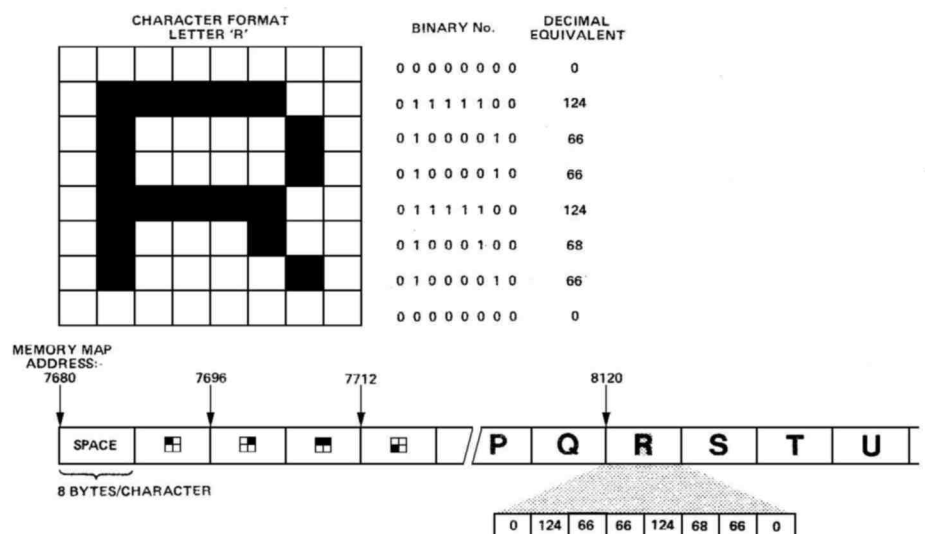 CHARACTER FORMAT
LETTER 'R'
BINARY No.
DECIMAL
EQUIVALENT
0 0 0 0 0 0 0 0 0
0 1 1 1 1 1 0 0 124
0 1 0 0 0 0 1 0 66
0 1 0 0 0 0 1 0 66
0 1 1 1 1 1 0 0 124
0 1 0 0 0 1 0 0 68
0 1 0 0 0 0 1 0 66
0 0 0 0 0 0 0 0 0
MEMORY MAP
ADDRESS:-
7680 7696 7712 8120
SPACE P Q R S T U
8 BYTES/CHARACTER
0 124 66 66 124 68 66 0